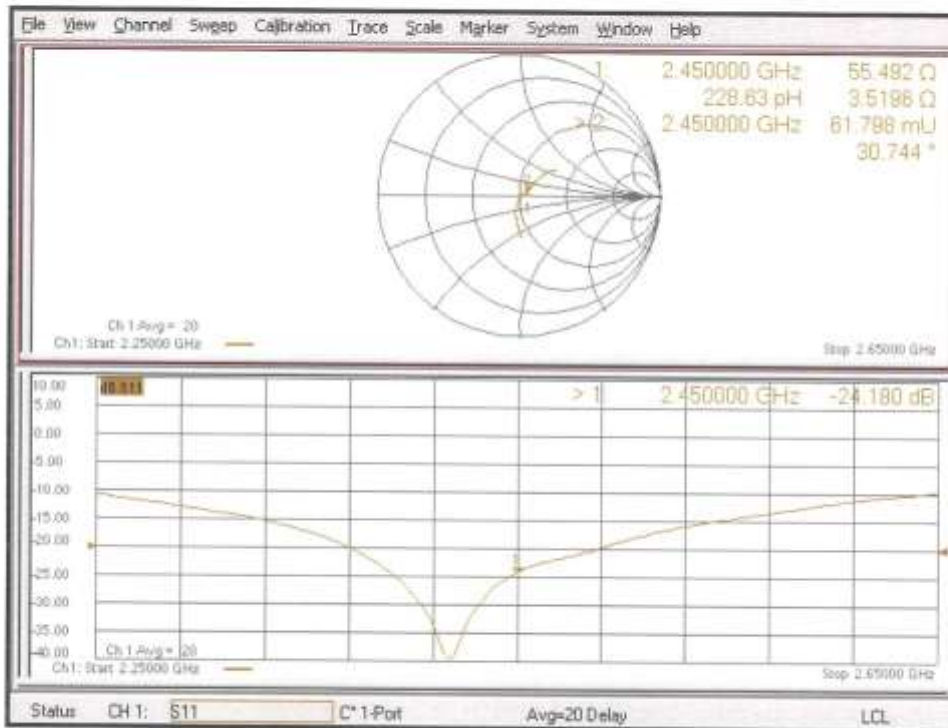 File View Channel Sweep Calibration Trace Scale Marker System Window Help
1 2.450000 GHz 55.492 Ω
228.63 pH 3.5196 Ω
> 2 2.450000 GHz 61.798 mU
30.744 °
Ch 1 Avg = 20
Ch1: Start 2.25000 GHz
Stop 2.65000 GHz
10.00
> 1 2.450000 GHz -24.180 dB
5.00
0.00
-5.00
-10.00
-15.00
-20.00
-25.00
-30.00
-35.00
-40.00
Ch 1 Avg = 20
Ch1: Start 2.25000 GHz
Stop 2.65000 GHz
Status CH 1: S11 C* 1-Port Avg=20 Delay LCL